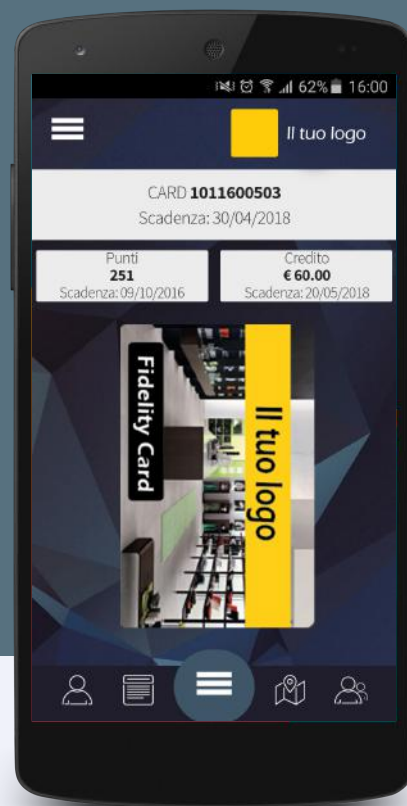 62% 16:00
Il tuo logo
CARD 1011600503
Scadenza: 30/04/2018
Punti
251
Scadenza: 09/10/2016
Credito
€ 60.00
Scadenza: 20/05/2018
Il tuo logo
Fidelity Card